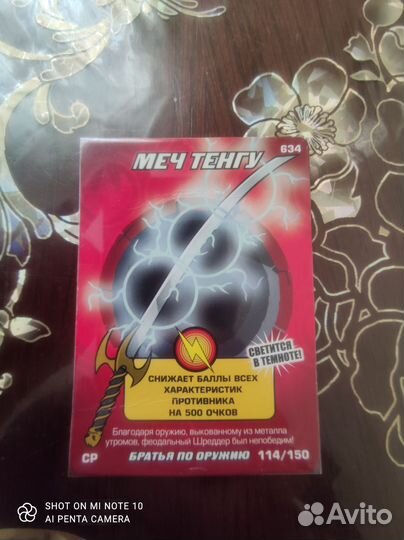 634
МЕЧ ТЕНГУ
СВЕТИТСЯ
В ТЕМНОТЕ!
СНИЖАЕТ БАЛЛЫ ВСЕХ
ХАРАКТЕРИСТИК
ПРОТИВНИКА
НА 500 ОЧКОВ
Благодаря оружию, выкованному из металла
утромов, феодальный Шреддер был непобедим!
СР БРАТЬЯ ПО ОРУЖИЮ 114/150
SHOT ON MI NOTE 10
AI PENTA CAMERA
Avito